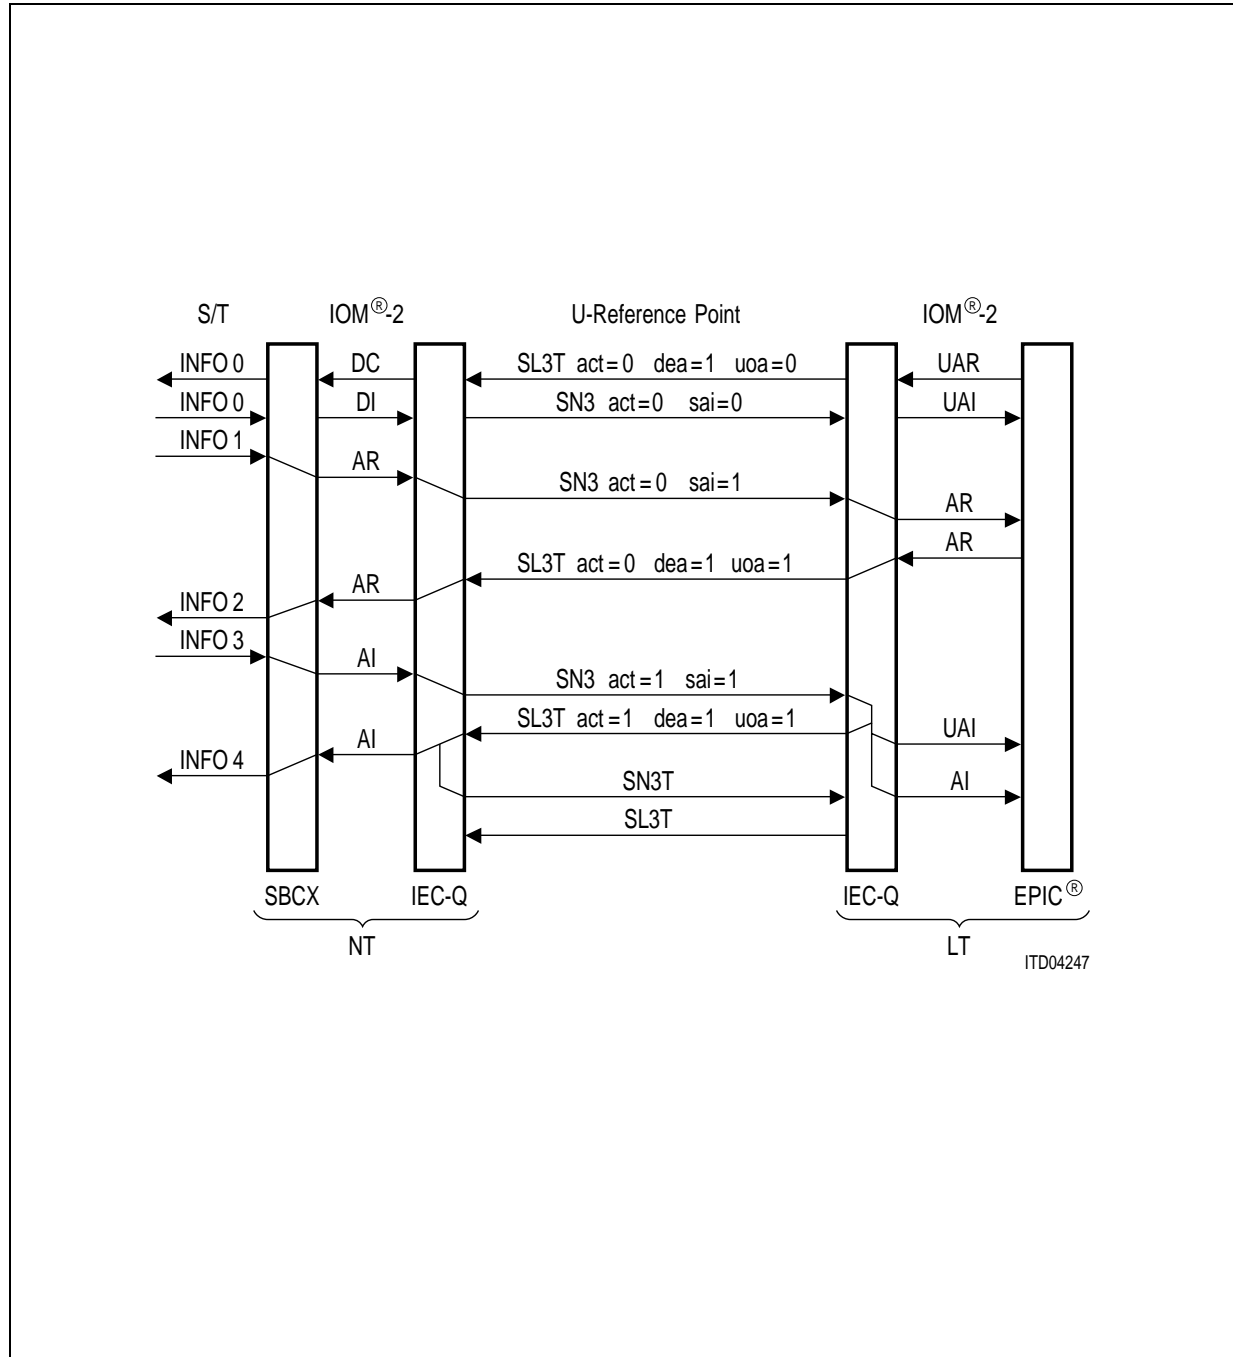 S/T IOM®-2 U-Reference Point IOM®-2
INFO 0 DC SL3T act=0 dea=1 uoa=0 UAR
INFO 0 DI SN3 act=0 sai=0 UAI
INFO 1
AR
SN3 act=0 sai=1
AR
AR
SL3T act=0 dea=1 uoa=1
AR
INFO 2
INFO 3
AI
SN3 act=1 sai=1
SL3T act=1 dea=1 uoa=1
UAI
AI
INFO 4
SN3T AI
SL3T
SBCX IEC-Q IEC-Q EPIC®
NT LT
ITD04247